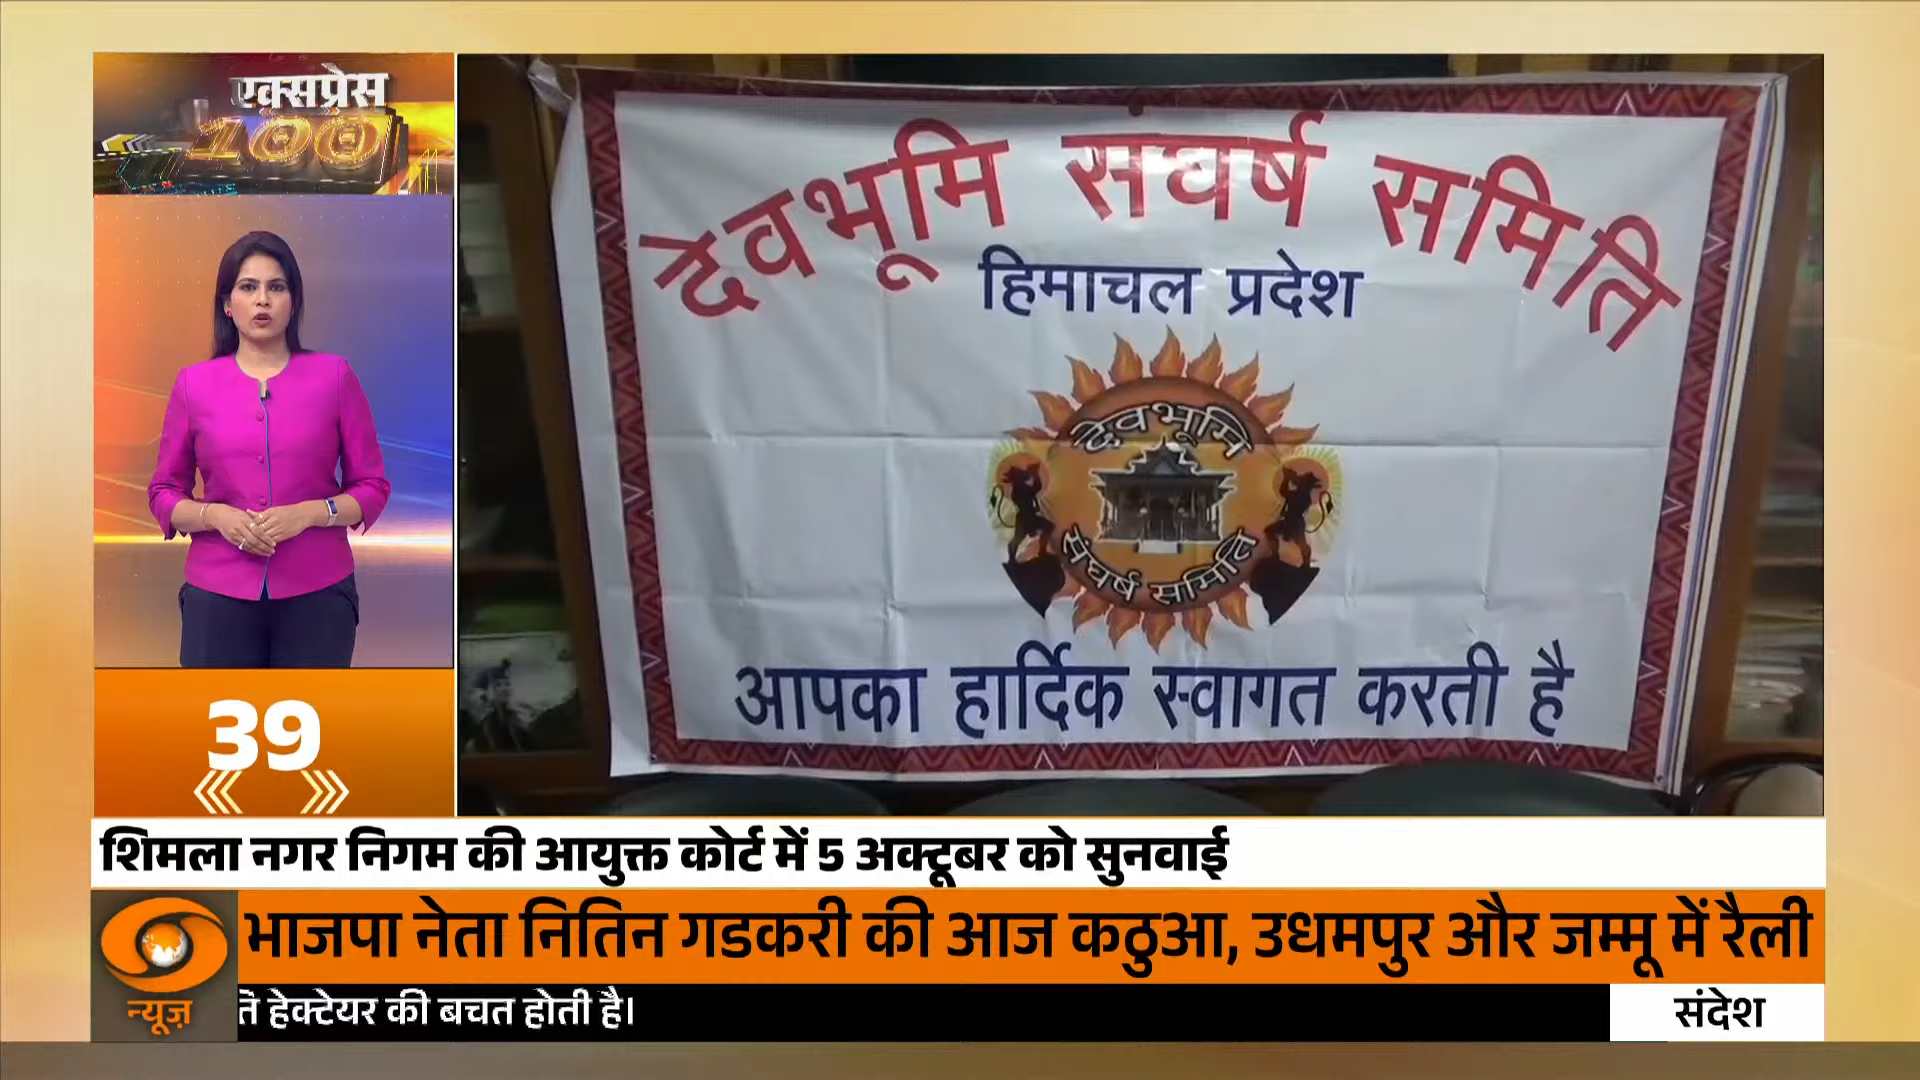 एक्सप्रेस
100
देवभूमि संघर्ष समिति
हिमाचल प्रदेश
देवभूमि
संघर्ष समिति
आपका हार्दिक स्वागत करती है
39
शिमला नगर निगम की आयुक्त कोर्ट में 5 अक्टूबर को सुनवाई
भाजपा नेता नितिन गडकरी की आज कठुआ, उधमपुर और जम्मू में रैली
न्यूज़
हेक्टेयर की बचत होती है।
संदेश